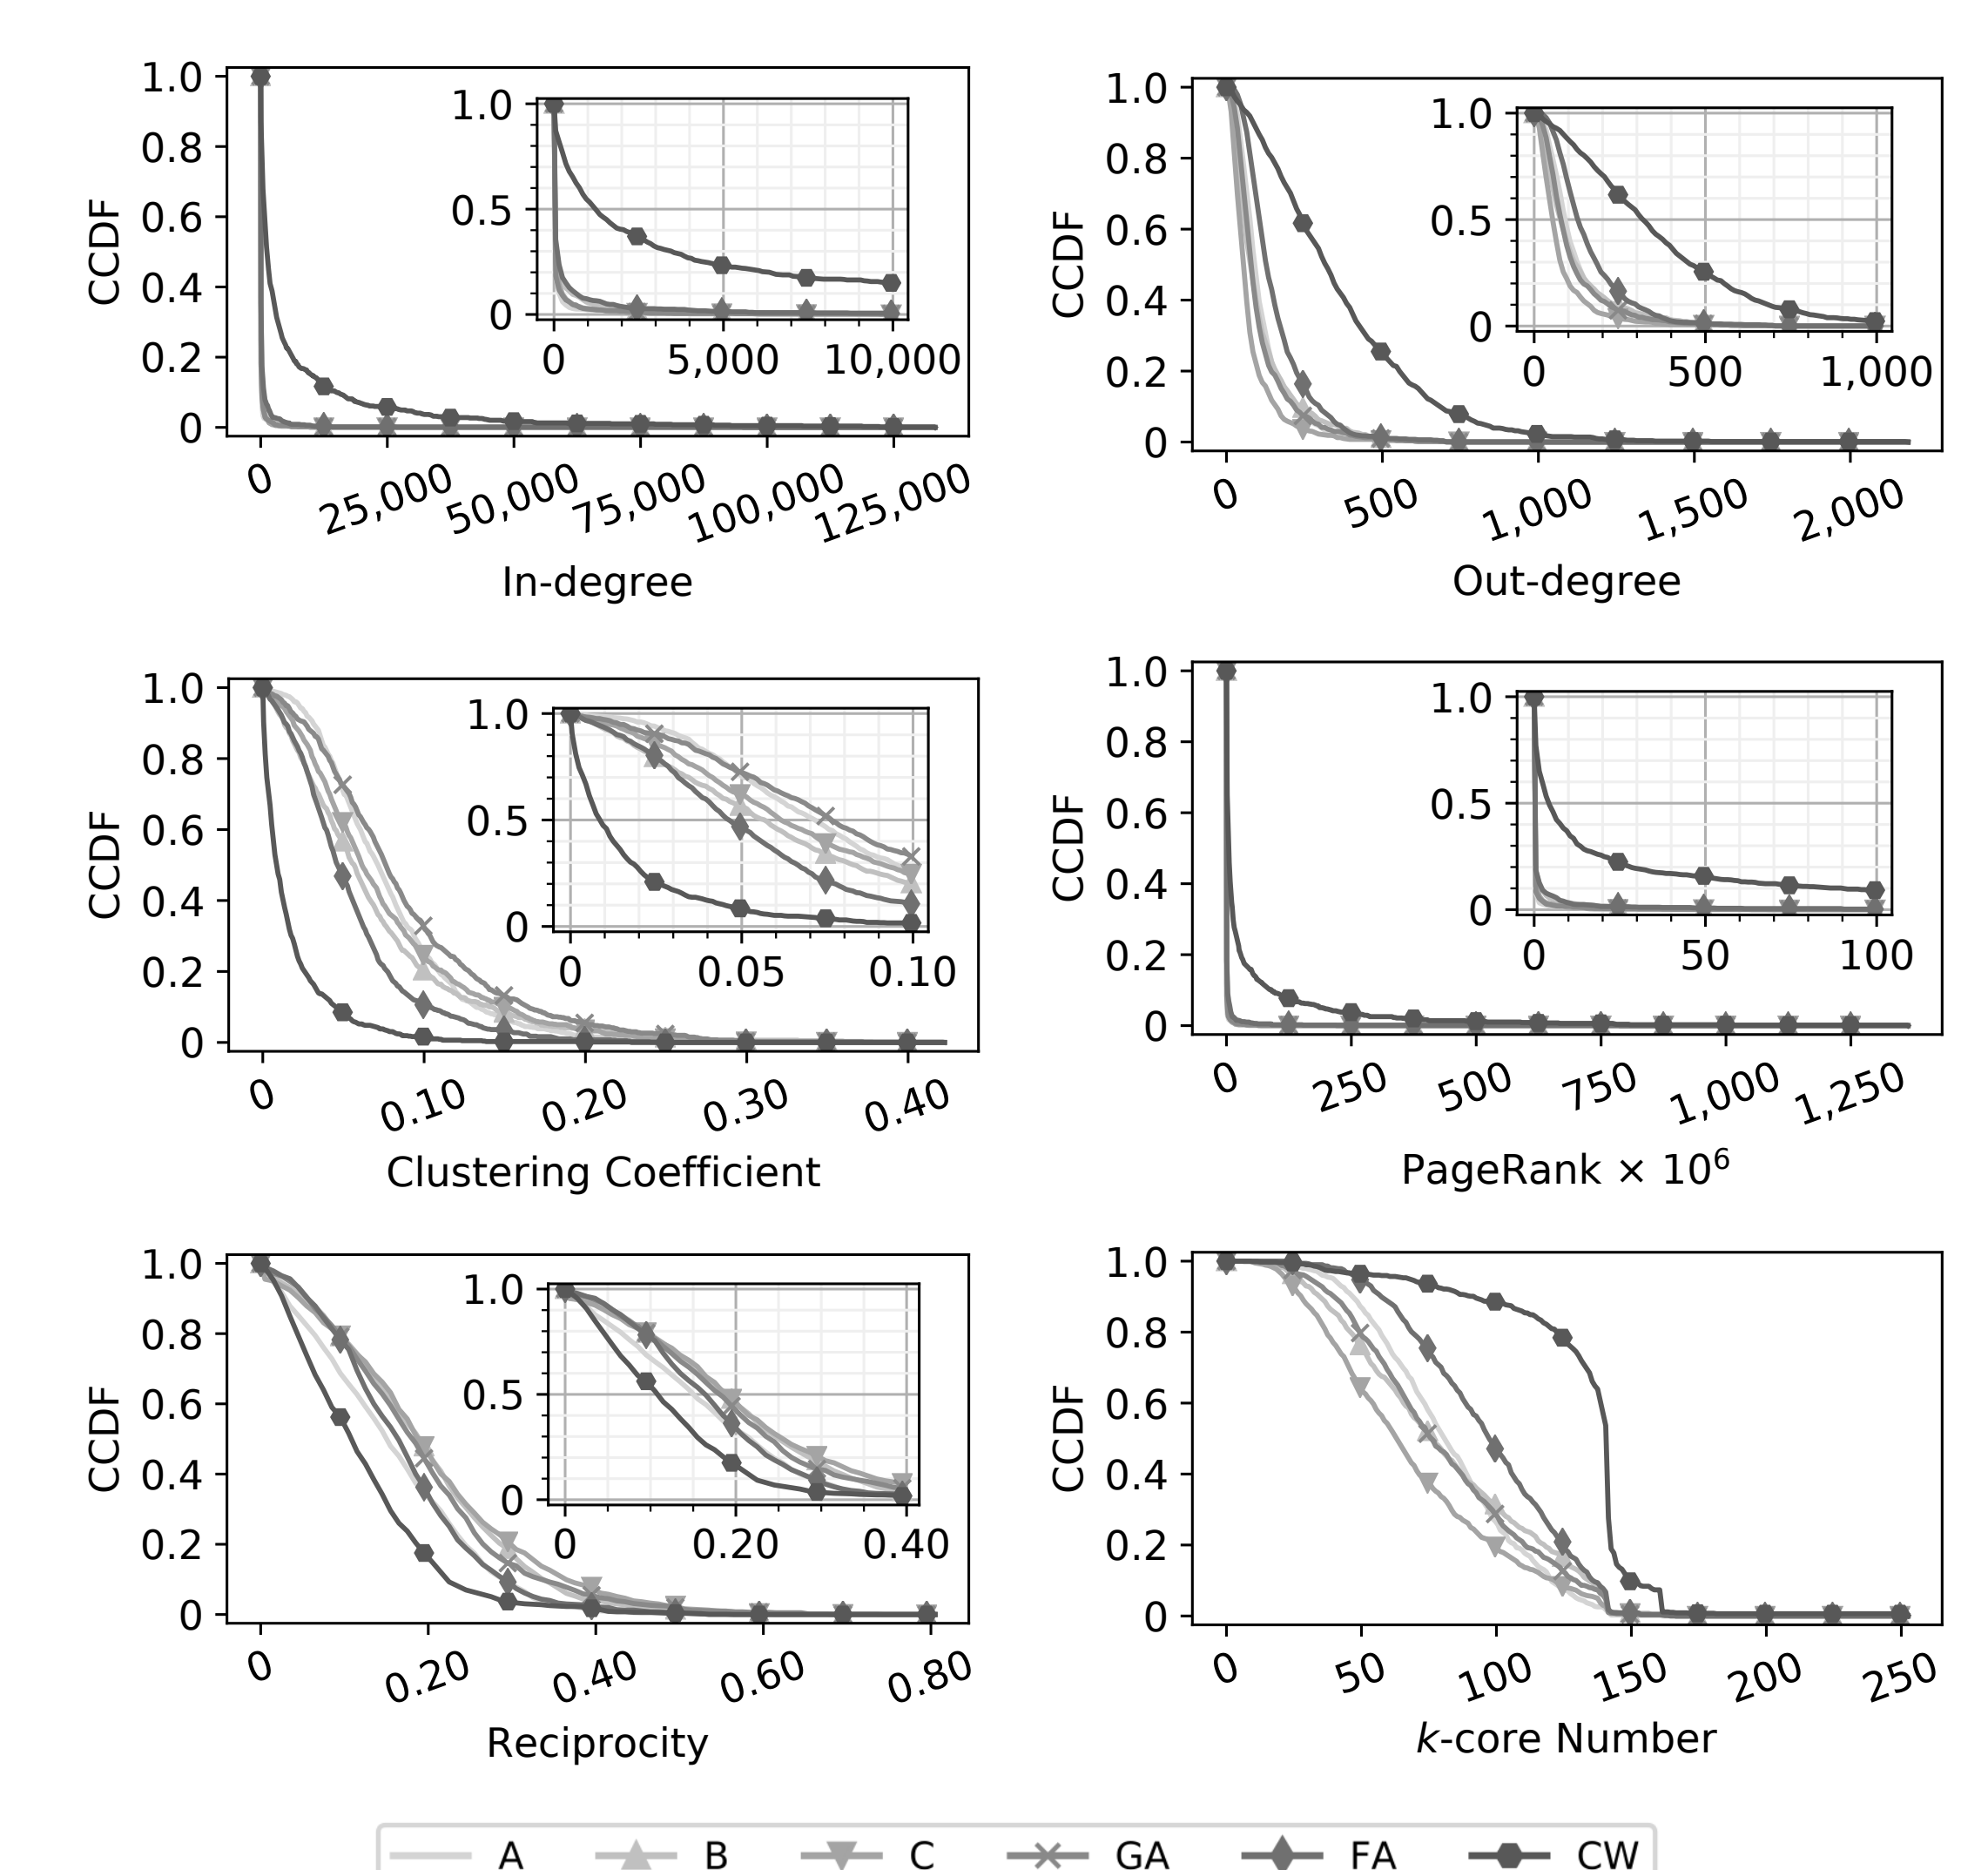 1.0
0.8
0.6
0.4
0.2
0
CCDF
1.0
0.5
0
0 5,000 10,000
0 25,000 50,000 75,000 100,000 125,000
In-degree
1.0
0.8
0.6
0.4
0.2
0
CCDF
1.0
0.5
0
0 500 1,000
0 500 1,000 1,500 2,000
Out-degree
1.0
0.8
0.6
0.4
0.2
0
CCDF
1.0
0.5
0
0 0.05 0.10
0 0.10 0.20 0.30 0.40
Clustering Coefficient
1.0
0.8
0.6
0.4
0.2
0
CCDF
1.0
0.5
0
0 50 100
0 250 500 750 1,000 1,250
PageRank × 10⁶
1.0
0.8
0.6
0.4
0.2
0
CCDF
1.0
0.5
0
0 0.20 0.40
0 0.20 0.40 0.60 0.80
Reciprocity
1.0
0.8
0.6
0.4
0.2
0
CCDF
0 50 100 150 200 250
k-core Number
A B C GA FA CW